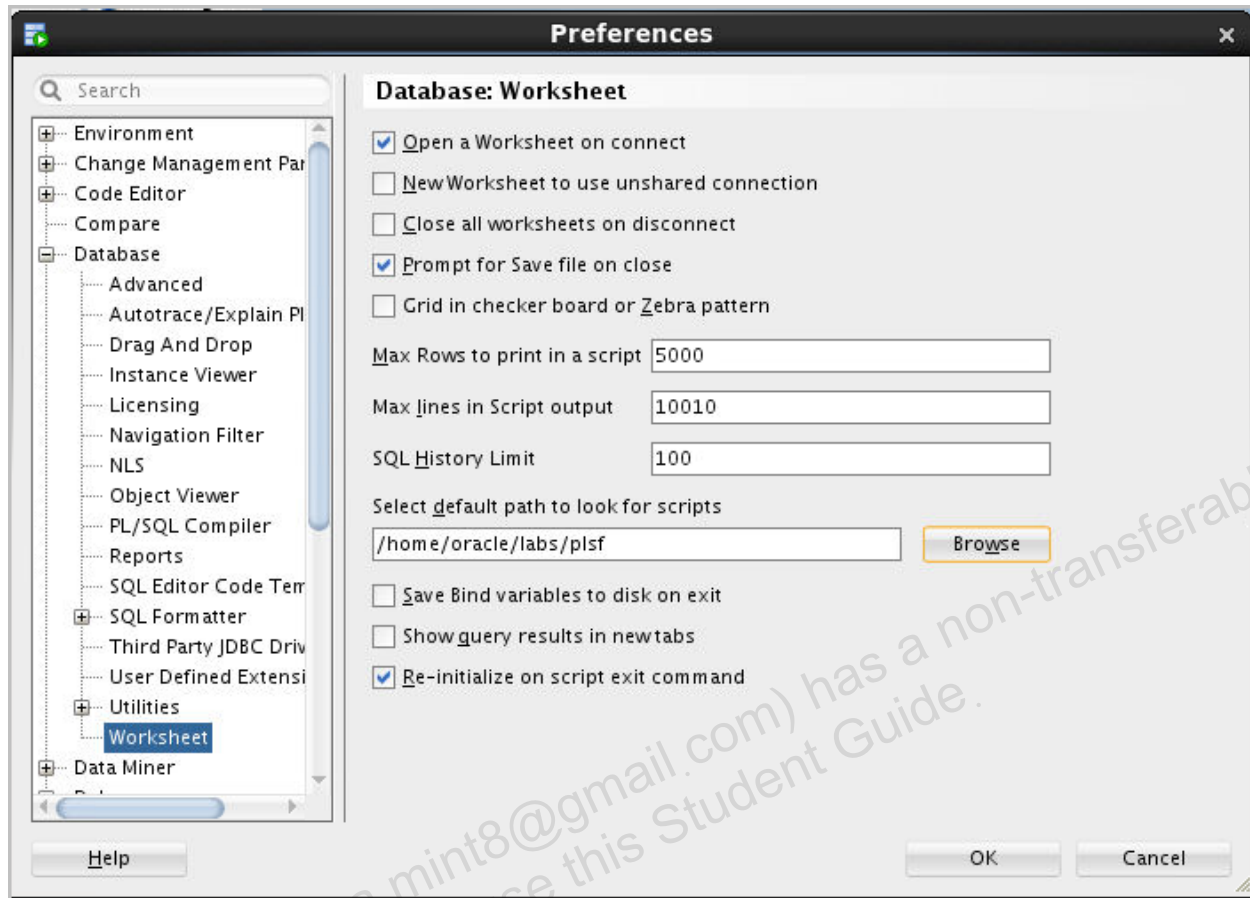 Preferences
Search
Environment
Change Management Par
Code Editor
Compare
Database
Advanced
Autotrace/Explain Pl
Drag And Drop
Instance Viewer
Licensing
Navigation Filter
NLS
Object Viewer
PL/SQL Compiler
Reports
SQL Editor Code Tem
SQL Formatter
Third Party JDBC Driv
User Defined Extensi
Utilities
Worksheet
Data Miner
Database: Worksheet
Open a Worksheet on connect
New Worksheet to use unshared connection
Close all worksheets on disconnect
Prompt for Save file on close
Grid in checker board or Zebra pattern
Max Rows to print in a script 5000
Max lines in Script output 10010
SQL History Limit 100
Select default path to look for scripts
/home/oracle/labs/plsf Browse
Save Bind variables to disk on exit
Show query results in new tabs
Re-initialize on script exit command
Help OK Cancel
mint8@gmail.com) has a non-transferab
this Student Guide.